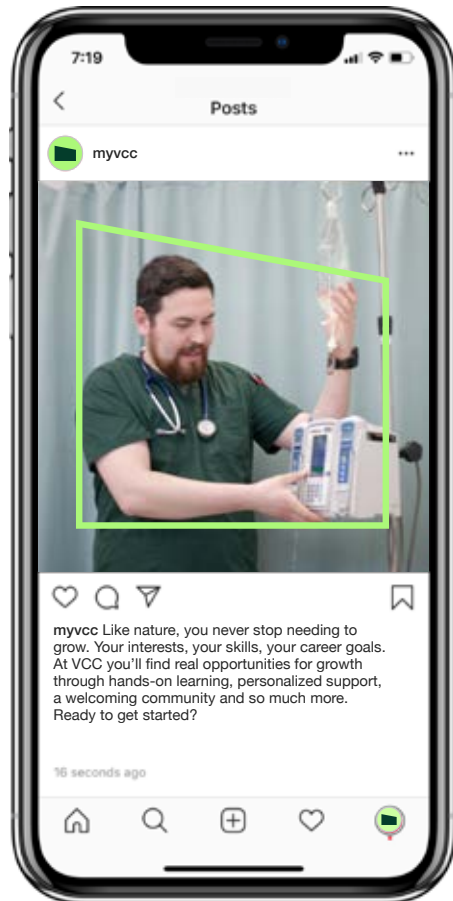 7:19
Posts
myvcc
myvcc Like nature, you never stop needing to
grow. Your interests, your skills, your career goals.
At VCC you’ll find real opportunities for growth
through hands-on learning, personalized support,
a welcoming community and so much more.
Ready to get started?
16 seconds ago